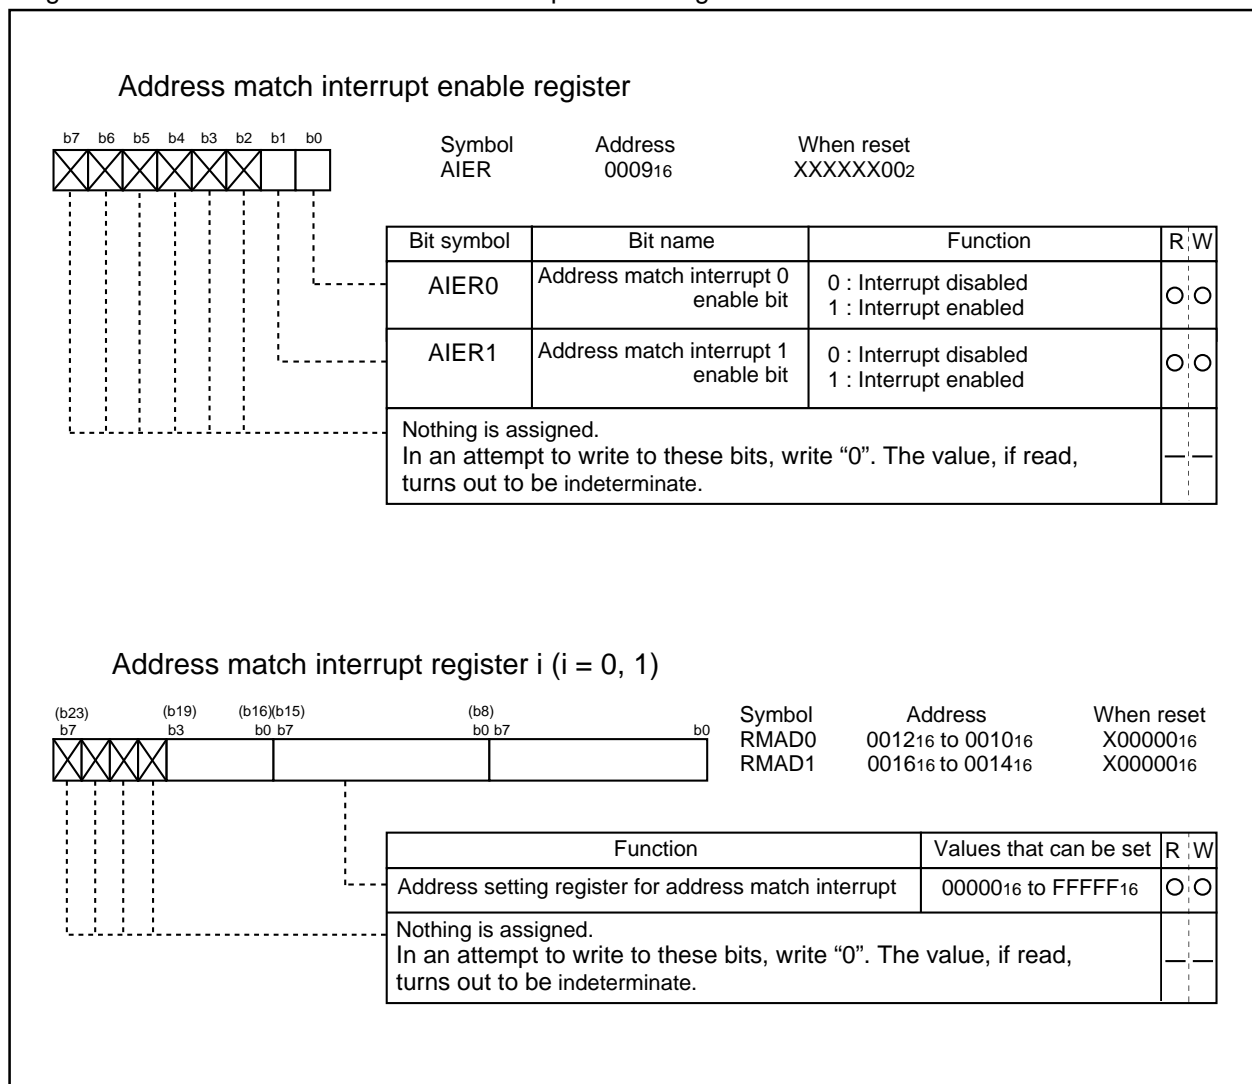 Address match interrupt enable register
b7 b6 b5 b4 b3 b2 b1 b0
Symbol Address When reset
AIER 000916 XXXXXX002
Bit symbol Bit name Function R W
AIER0 Address match interrupt 0 enable bit 0 : Interrupt disabled
1 : Interrupt enabled
AIER1 Address match interrupt 1 enable bit 0 : Interrupt disabled
1 : Interrupt enabled
Nothing is assigned.
In an attempt to write to these bits, write “0”. The value, if read,
turns out to be indeterminate.
Address match interrupt register i (i = 0, 1)
(b23) (b19) (b16)(b15) (b8)
b7 b3 b0 b7 b0 b7 b0
Symbol Address When reset
RMAD0 001216 to 001016 X0000016
RMAD1 001616 to 001416 X0000016
Function Values that can be set R W
Address setting register for address match interrupt 0000016 to FFFFF16
Nothing is assigned.
In an attempt to write to these bits, write “0”. The value, if read,
turns out to be indeterminate.